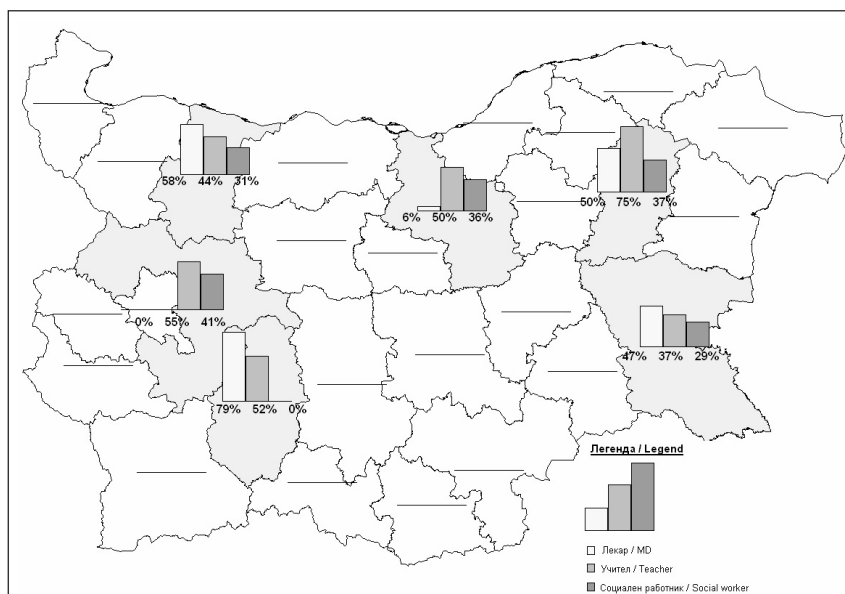 58% 44% 31%
6% 50% 36%
50% 75% 37%
0% 55% 41%
47% 37% 29%
79% 52% 0%
Легенда / Legend
Лекар / MD
Учител / Teacher
Социален работник / Social worker